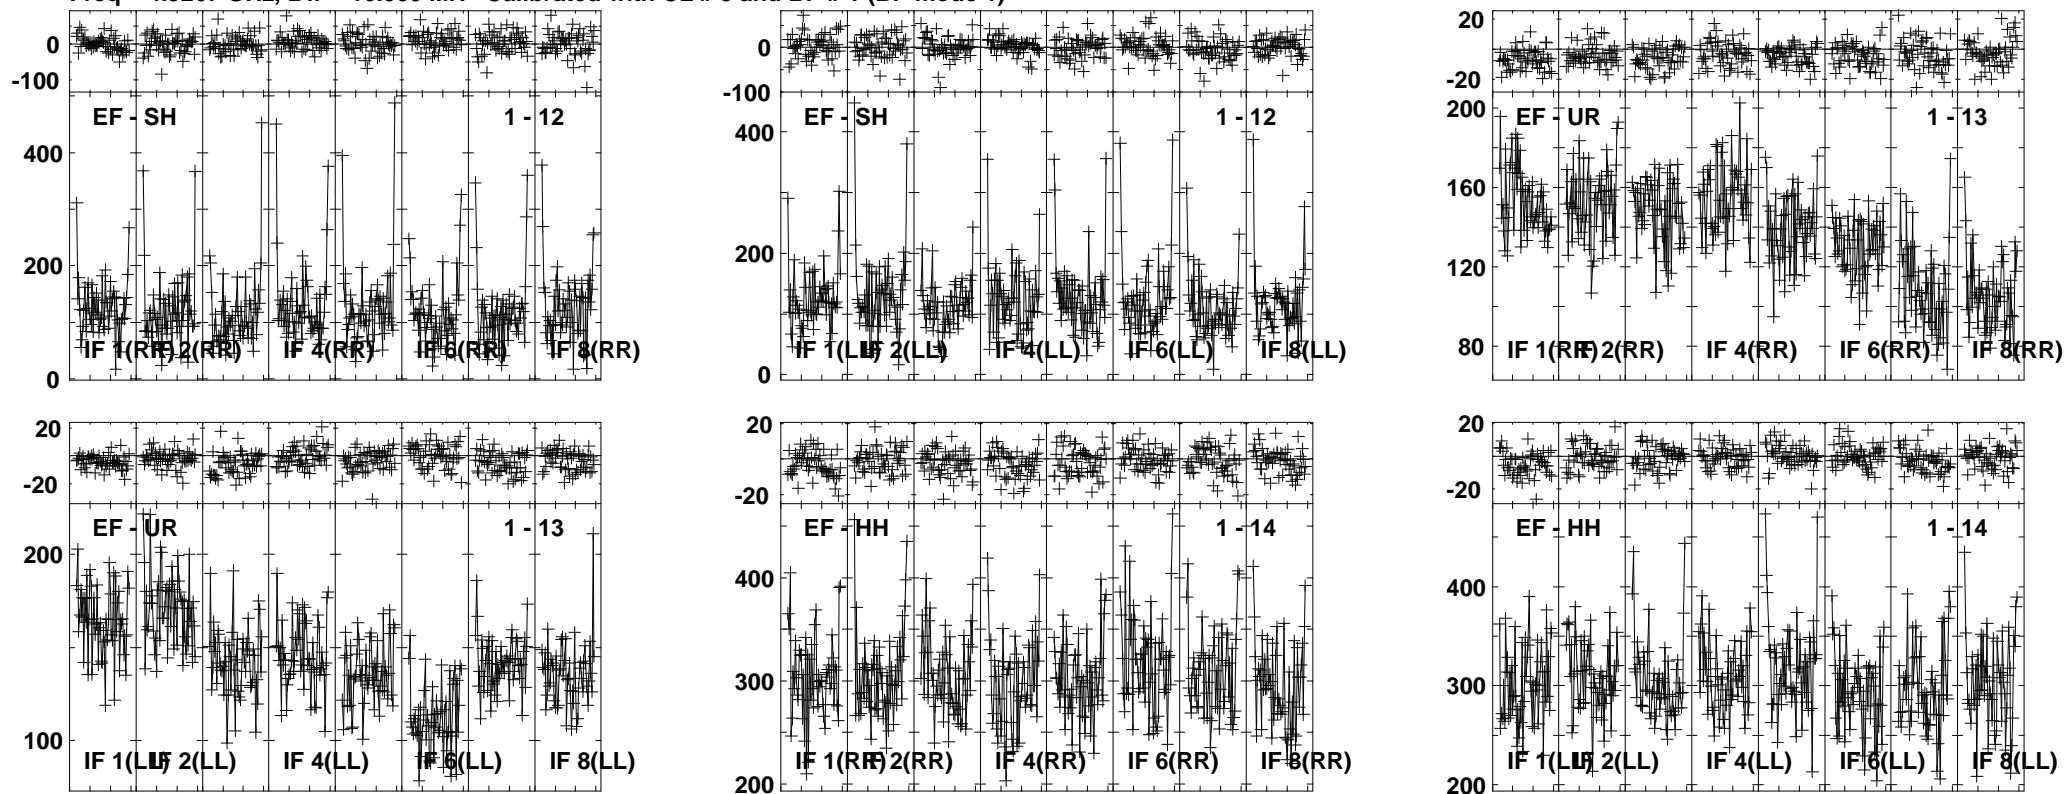 0
-100
EF - SH 1 - 12
400
200
0
IF 1(RR) IF 2(RR) IF 4(RR) IF 6(RR) IF 8(RR)
0
-100
EF - SH 1 - 12
400
200
0
IF 1(LL) IF 2(LL) IF 4(LL) IF 6(LL) IF 8(LL)
20
-20
200
EF - UR 1 - 13
160
120
80
IF 1(RR) IF 2(RR) IF 4(RR) IF 6(RR) IF 8(RR)
20
-20
EF - UR 1 - 13
200
100
IF 1(LL) IF 2(LL) IF 4(LL) IF 6(LL) IF 8(LL)
20
-20
EF - HH 1 - 14
400
300
200
IF 1(RR) IF 2(RR) IF 4(RR) IF 6(RR) IF 8(RR)
20
-20
EF - HH 1 - 14
400
300
200
IF 1(LL) IF 2(LL) IF 4(LL) IF 6(LL) IF 8(LL)